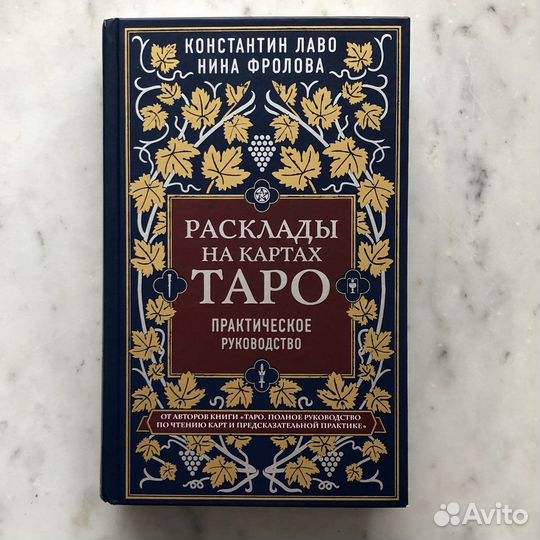 КОНСТАНТИН ЛАВО
НИНА ФРОЛОВА
РАСКЛАДЫ
НА КАРТАХ
ТАРО
ПРАКТИЧЕСКОЕ
РУКОВОДСТВО
ОТ АВТОРОВ КНИГИ «ТАРО. ПОЛНОЕ РУКОВОДСТВО
ПО ЧТЕНИЮ КАРТ И ПРЕДСКАЗАТЕЛЬНОЙ ПРАКТИКЕ»
Avito